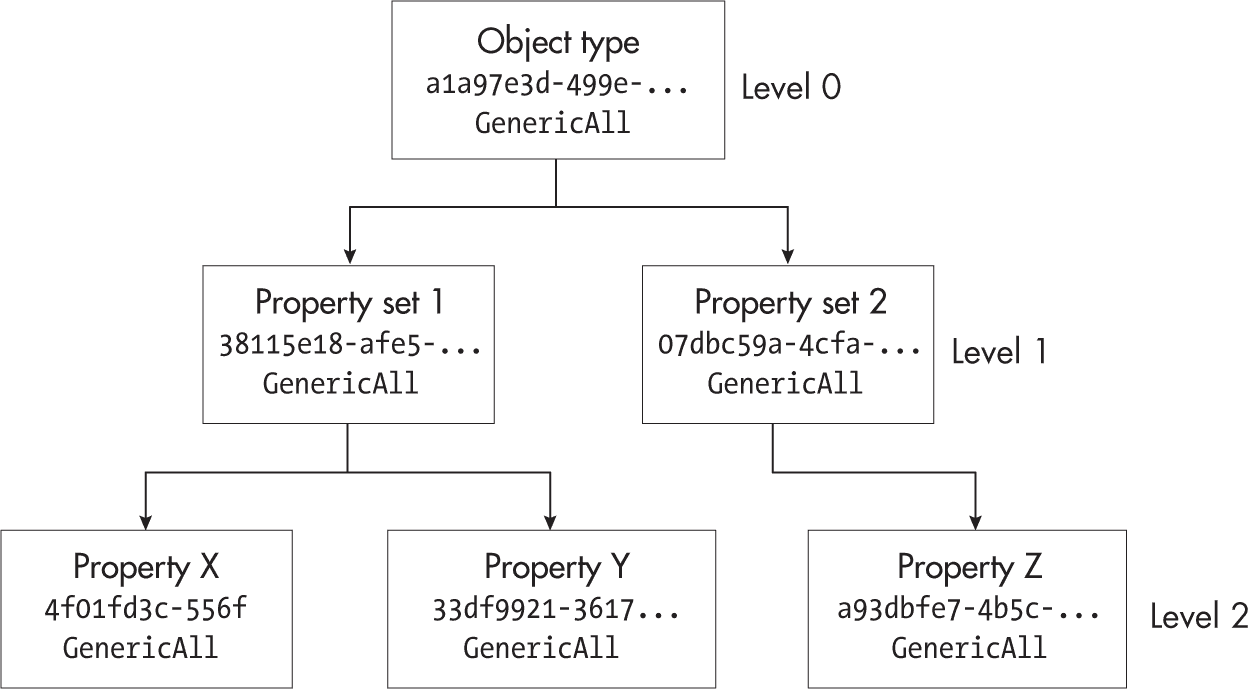 Object type
a1a97e3d-499e-...
GenericAll
Level 0
Property set 1
38115e18-afe5-...
GenericAll
Property set 2
07dbc59a-4cfa-...
GenericAll
Level 1
Property X
4f01fd3c-556f
GenericAll
Property Y
33df9921-3617...
GenericAll
Property Z
a93dbfe7-4b5c-...
GenericAll
Level 2